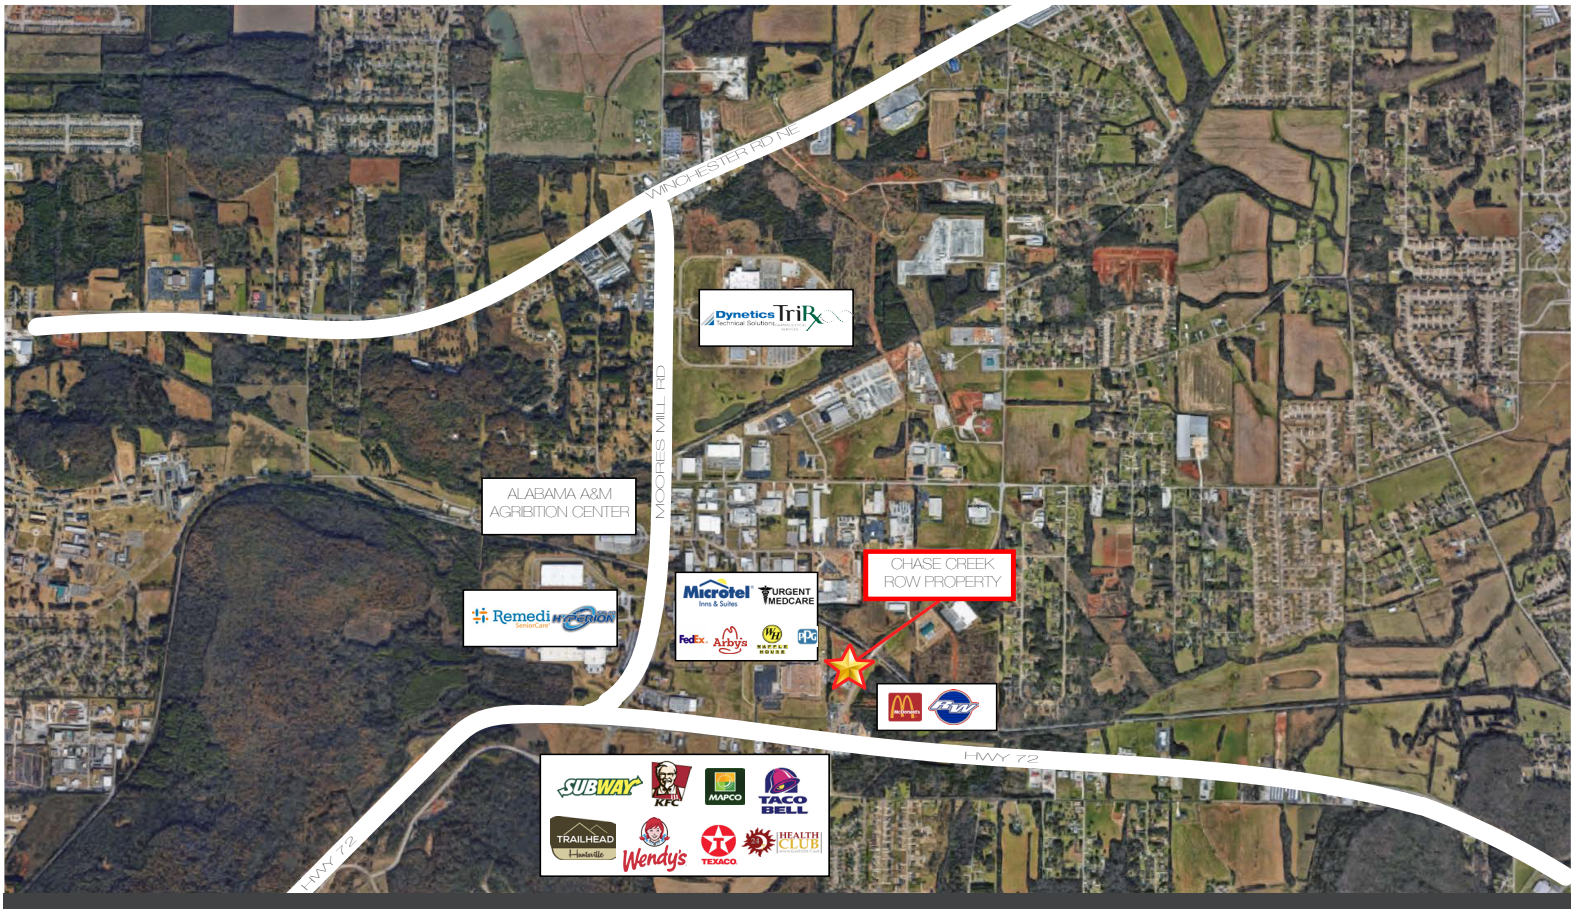 WINCHESTER RD NE
Dynetics
Technical Solutions
TriRx
MOORES MILL RD
ALABAMA A&M
AGRIBITION CENTER
CHASE CREEK
ROW PROPERTY
Microtel
Inns & Suites
URGENT
MEDCARE
Remedi
SeniorCare
HYPERION
FedEx
Arby's
WH
WAFFLE
HOUSE
PPG
McDonald's
BW
HWY 72
SUBWAY
KFC
MAPCO
TACO
BELL
TRAILHEAD
Huntsville
Wendy's
TEXACO
HEALTH
CLUB
HWY 72